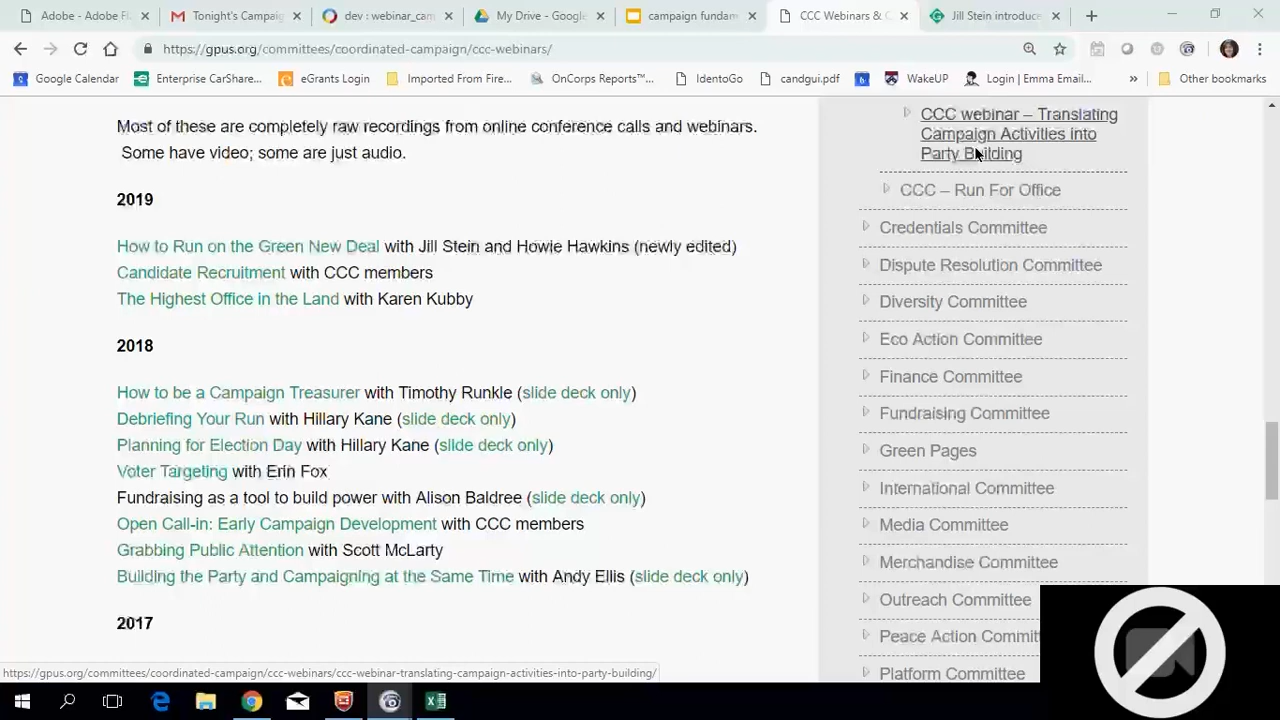 Adobe - Adobe Fl
Tonight's Campai
dev : webinar_cam
My Drive - Google
campaign fundam
CCC Webinars & C
Jill Stein introduce
https://gpus.org/committees/coordinated-campaign/ccc-webinars/
Google Calendar
Enterprise CarShare...
eGrants Login
Imported From Fire...
OnCorps Reports™...
IdentoGo
candgui.pdf
WakeUP
Login | Emma Email...
Other bookmarks
Most of these are completely raw recordings from online conference calls and webinars.
Some have video; some are just audio.
2019
How to Run on the Green New Deal with Jill Stein and Howie Hawkins (newly edited)
Candidate Recruitment with CCC members
The Highest Office in the Land with Karen Kubby
2018
How to be a Campaign Treasurer with Timothy Runkle (slide deck only)
Debriefing Your Run with Hillary Kane (slide deck only)
Planning for Election Day with Hillary Kane (slide deck only)
Voter Targeting with Erin Fox
Fundraising as a tool to build power with Alison Baldree (slide deck only)
Open Call-in: Early Campaign Development with CCC members
Grabbing Public Attention with Scott McLarty
Building the Party and Campaigning at the Same Time with Andy Ellis (slide deck only)
2017
CCC webinar – Translating
Campaign Activities into
Party Building
CCC – Run For Office
Credentials Committee
Dispute Resolution Committee
Diversity Committee
Eco Action Committee
Finance Committee
Fundraising Committee
Green Pages
International Committee
Media Committee
Merchandise Committee
Outreach Committee
Peace Action Committ
Platform Committee
https://gpus.org/committees/coordinated-campaign/ccc-webinars/ccc-webinar-translating-campaign-activities-into-party-building/